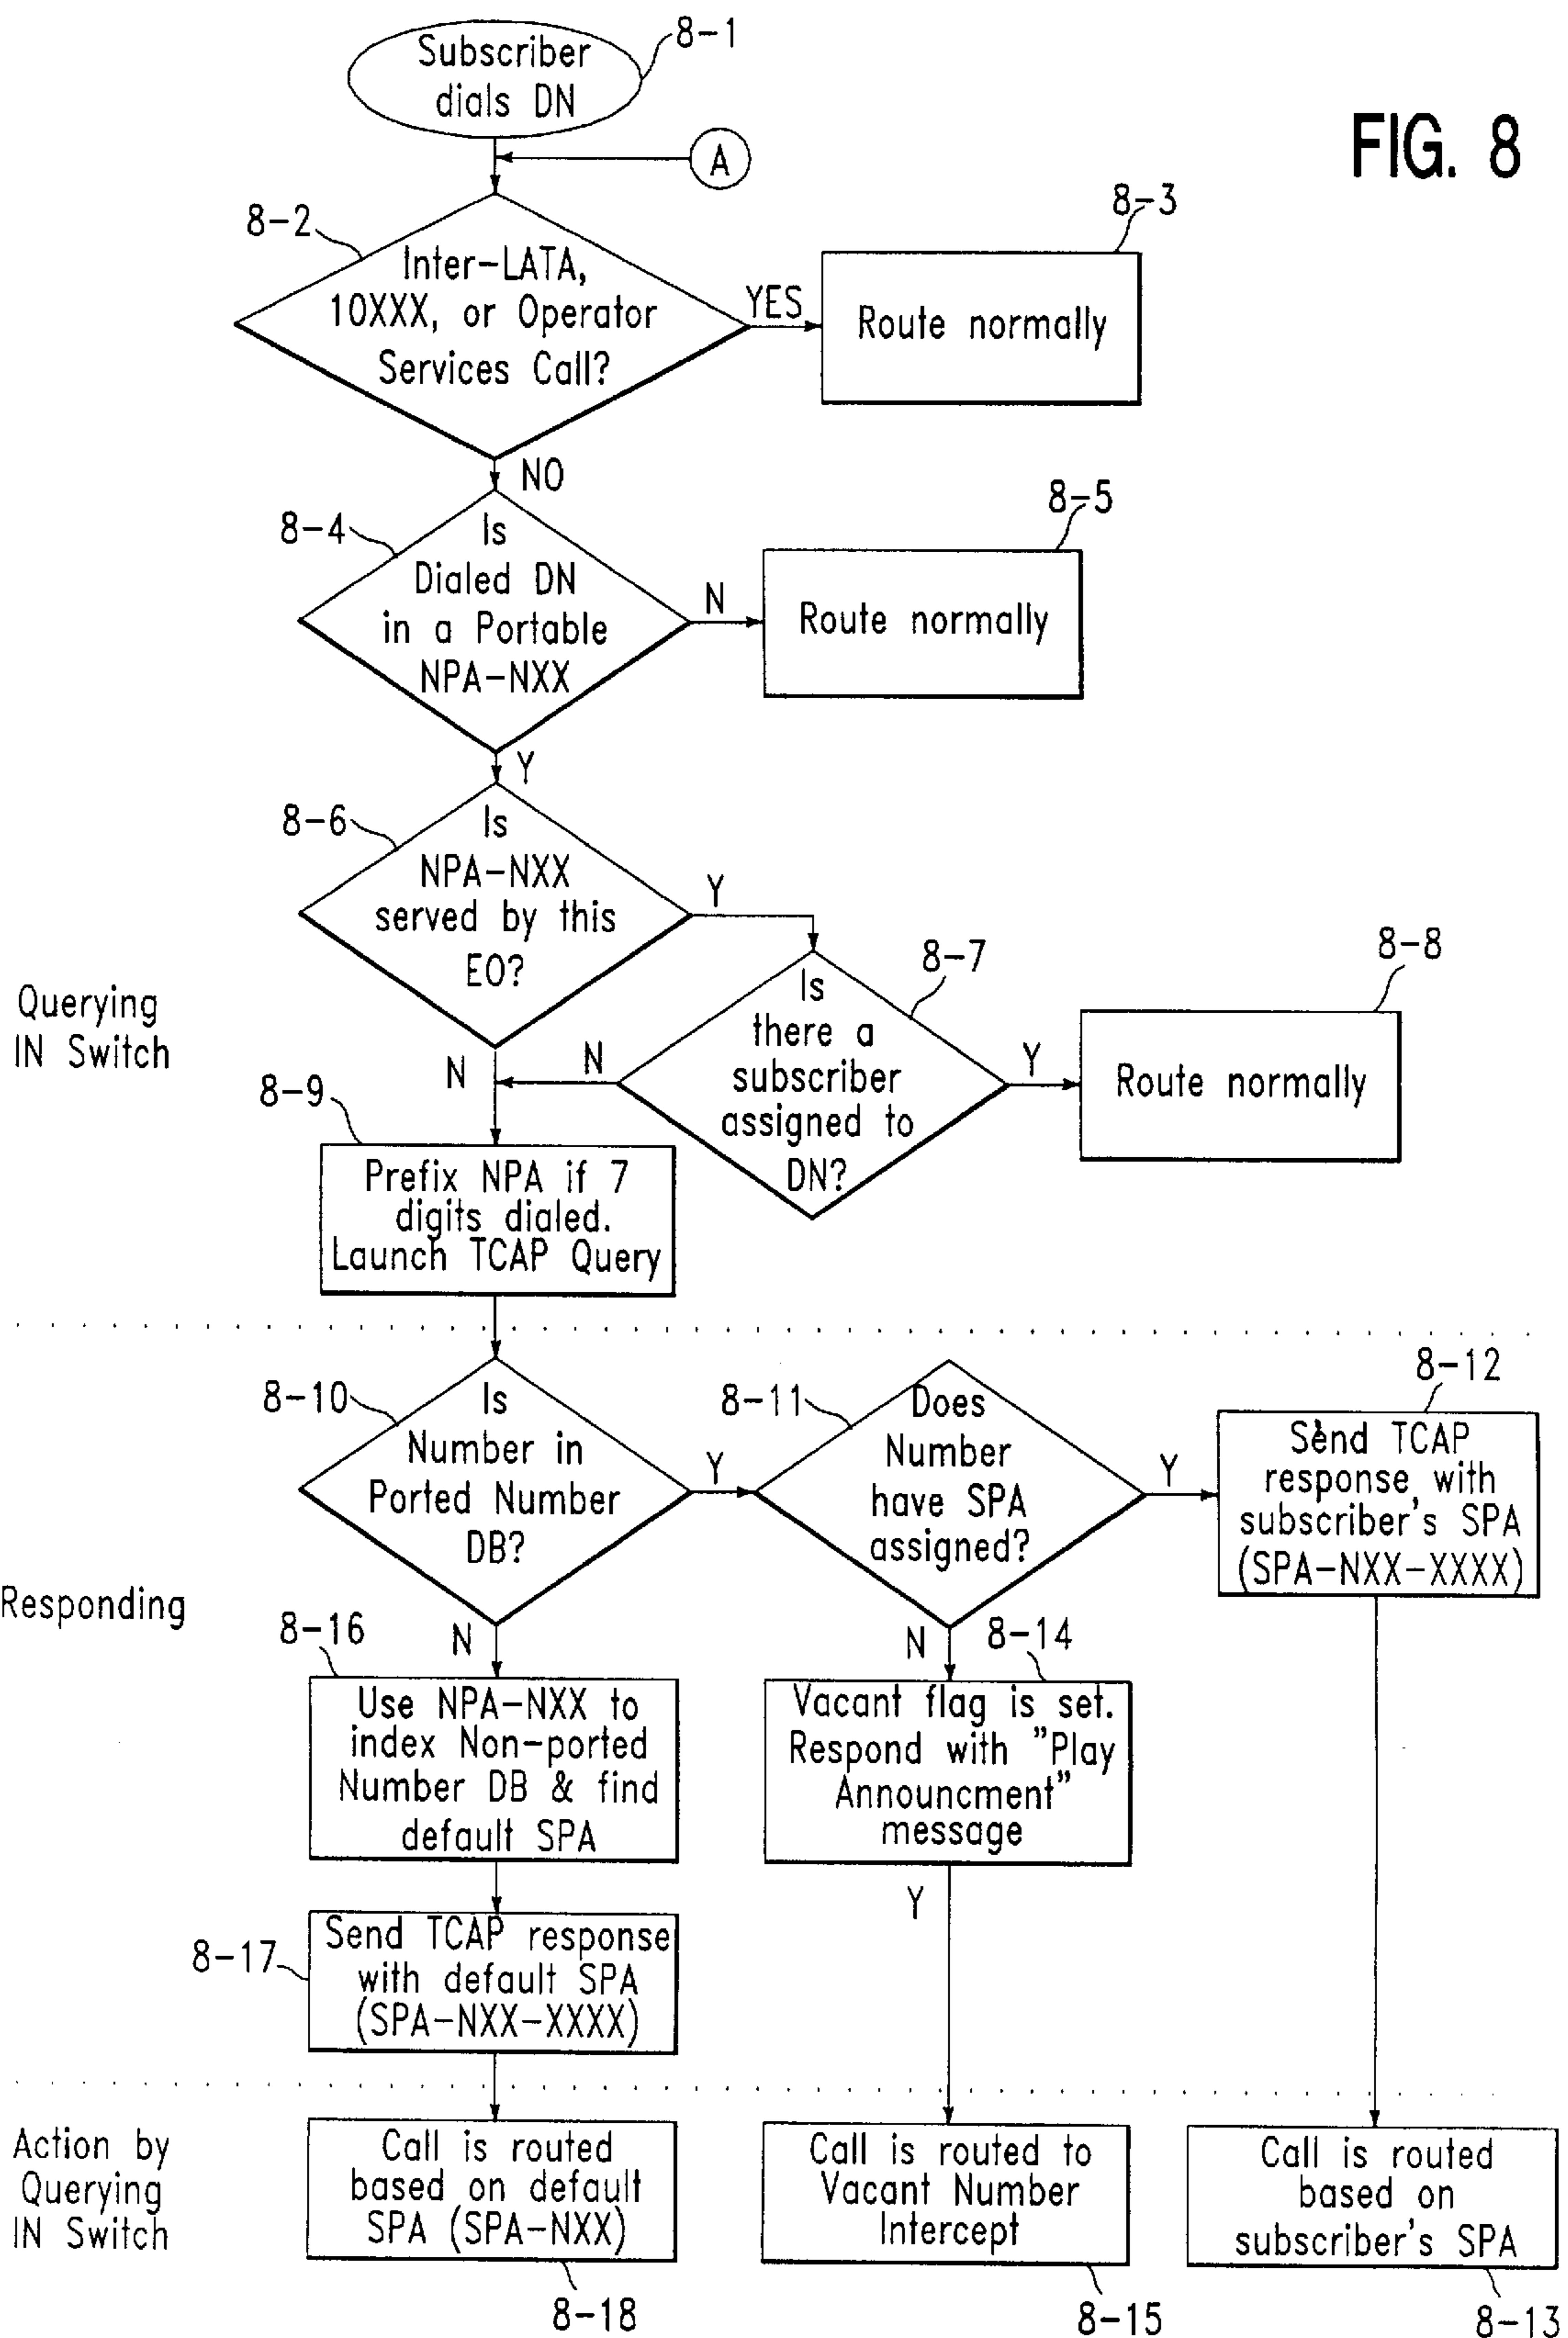 8-1
Subscriber
dials DN
A
FIG. 8
8-2
Inter-LATA,
10XXX, or Operator
Services Call?
YES
8-3
Route normally
NO
8-4
Is
Dialed DN
in a Portable
NPA-NXX
N
8-5
Route normally
Y
8-6
Is
NPA-NXX
served by this
EO?
Y
8-7
Is
there a
subscriber
assigned to
DN?
Y
8-8
Route normally
Querying
IN Switch
N
N
8-9
Prefix NPA if 7
digits dialed.
Launch TCAP Query
8-10
Is
Number in
Ported Number
DB?
Y
8-11
Does
Number
have SPA
assigned?
Y
8-12
Send TCAP
response with
subscriber's SPA
(SPA-NXX-XXXX)
Responding
N
8-16
Use NPA-NXX to
index Non-ported
Number DB & find
default SPA
N
8-14
Vacant flag is set.
Respond with "Play
Announcment"
message
Y
8-17
Send TCAP response
with default SPA
(SPA-NXX-XXXX)
Action by
Querying
IN Switch
Call is routed
based on default
SPA (SPA-NXX)
8-18
Call is routed to
Vacant Number
Intercept
8-15
Call is routed
based on
subscriber's SPA
8-13